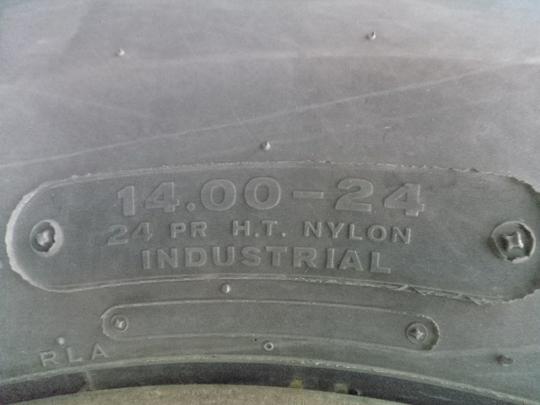 14.00-24
24 PR H.T. NYLON
INDUSTRIAL
RLA